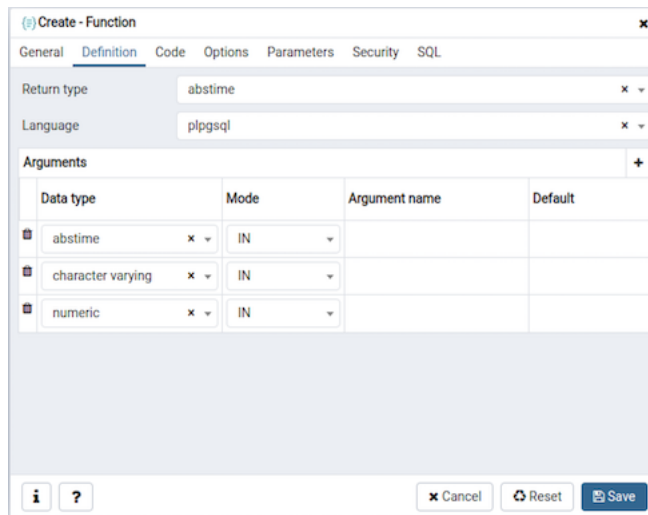 Create - Function
General Definition Code Options Parameters Security SQL
Return type abstime
Language plpgsql
Arguments
Data type Mode Argument name Default
abstime IN
character varying IN
numeric IN
i ? Cancel Reset Save